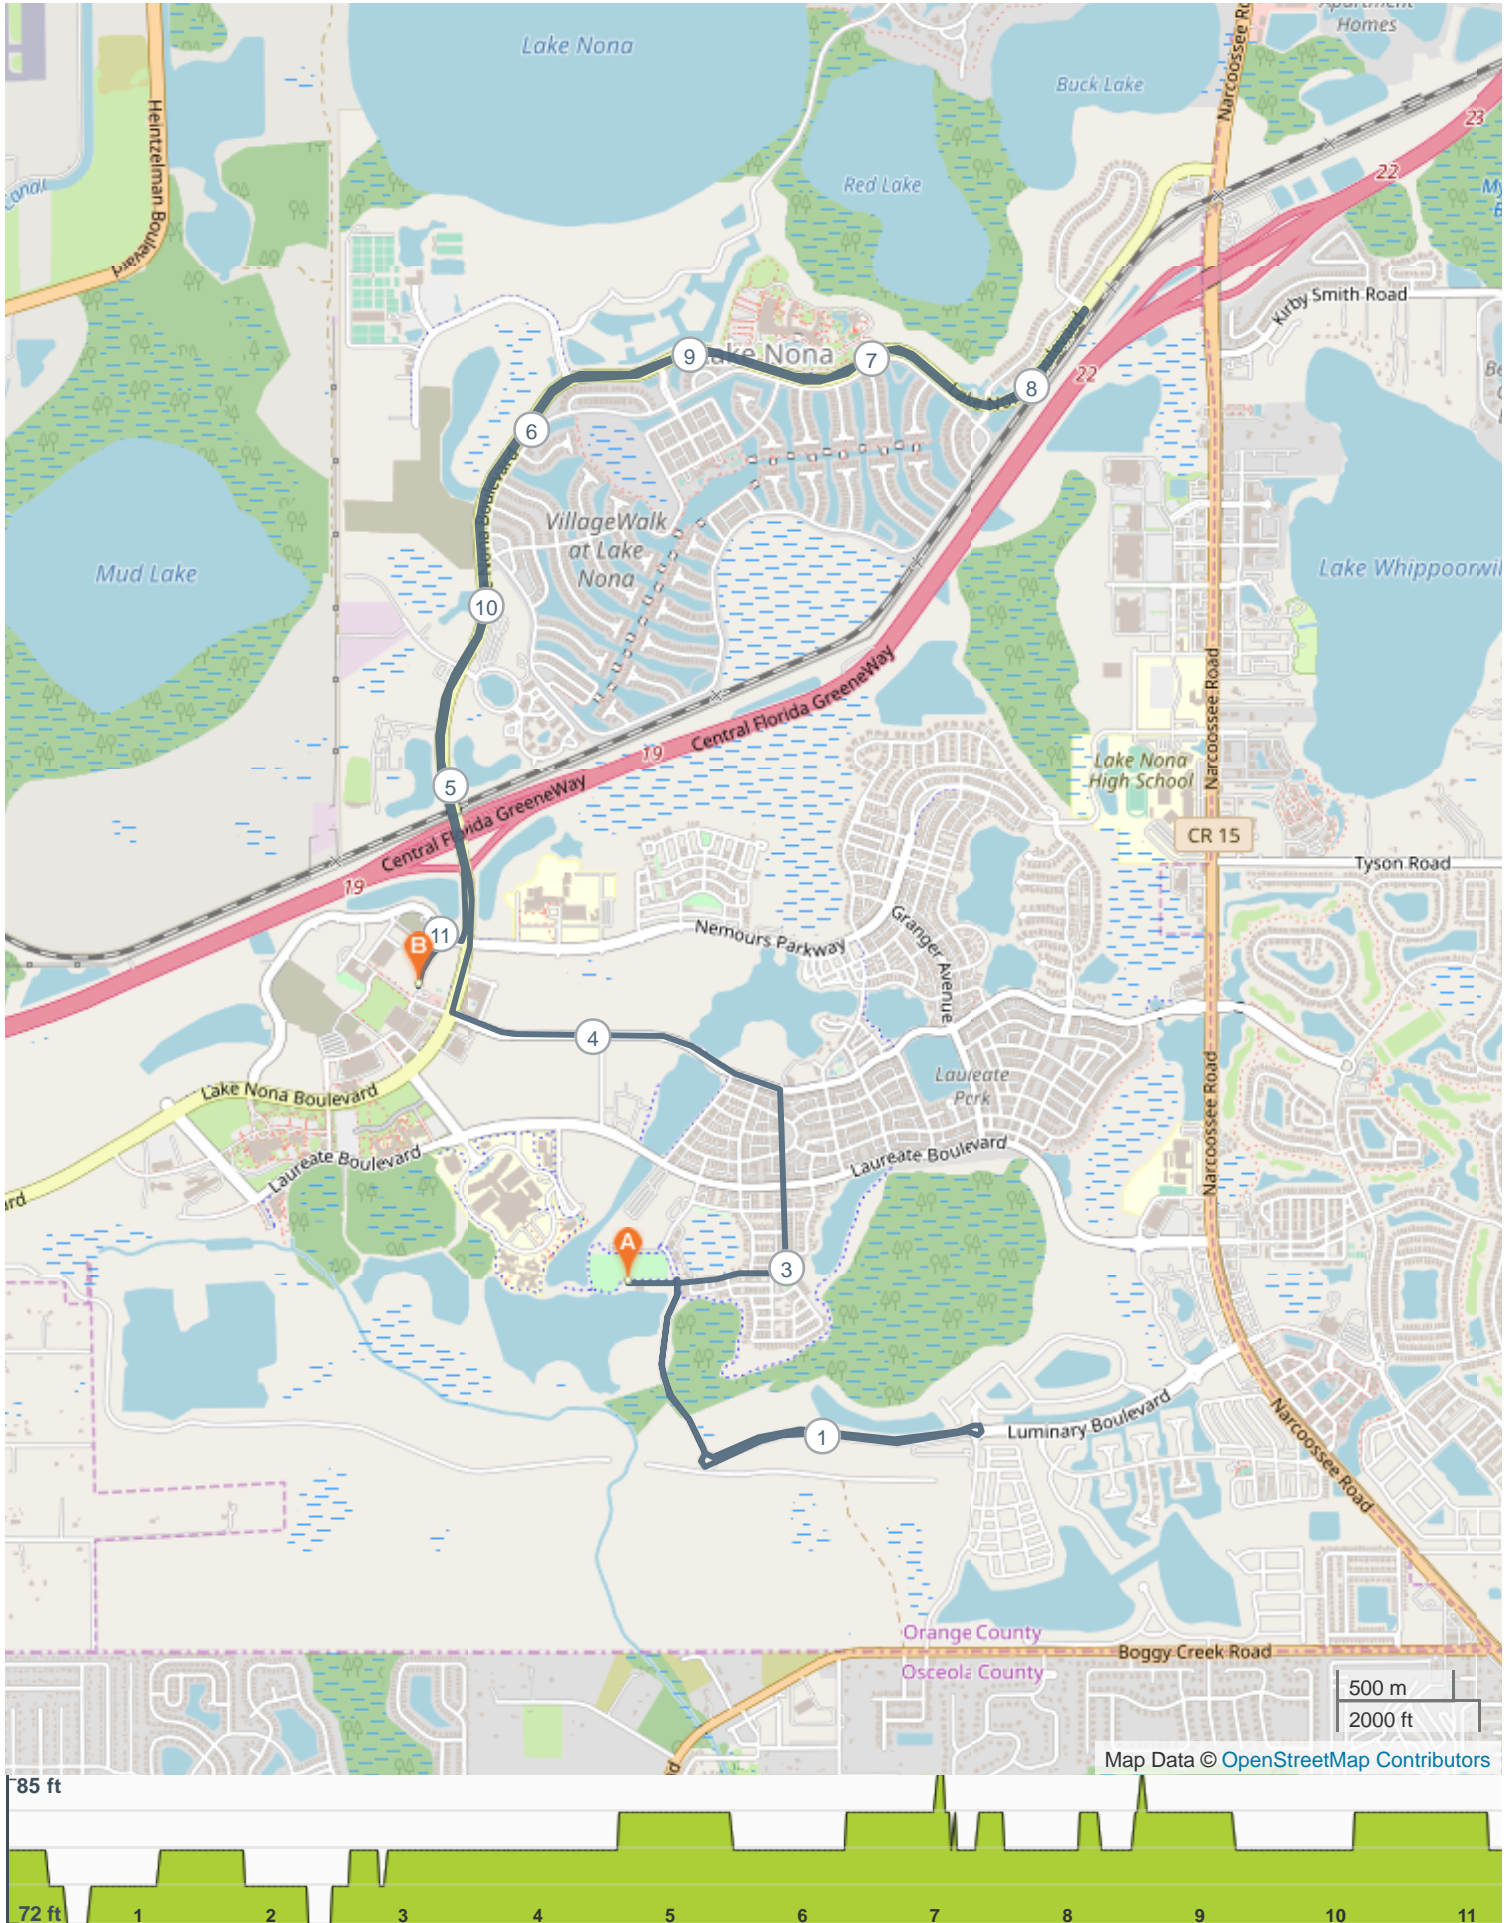 Apartment
Homes
Narcoossee Rd
Lake Nona
Buck Lake
23
22
Heintzelman Boulevard
Canal
Red Lake
Kirby Smith Road
9
Lake Nona
7
22
8
6
VillageWalk
at Lake
Nona
Mud Lake
Lake Whippoorwill
10
Central Florida GreeneWay
19
Narcoossee Road
Lake Nona
High School
5
Central Florida GreeneWay
CR 15
Tyson Road
19
B
11
Nemours Parkway
Granger Avenue
4
Laureate
Park
Lake Nona Boulevard
Narcoossee Road
Laureate Boulevard
Laureate Boulevard
A
3
1
Luminary Boulevard
Narcoossee Road
Orange County
Boggy Creek Road
Osceola County
500 m
2000 ft
Map Data © OpenStreetMap Contributors
85 ft
72 ft 1 2 3 4 5 6 7 8 9 10 11